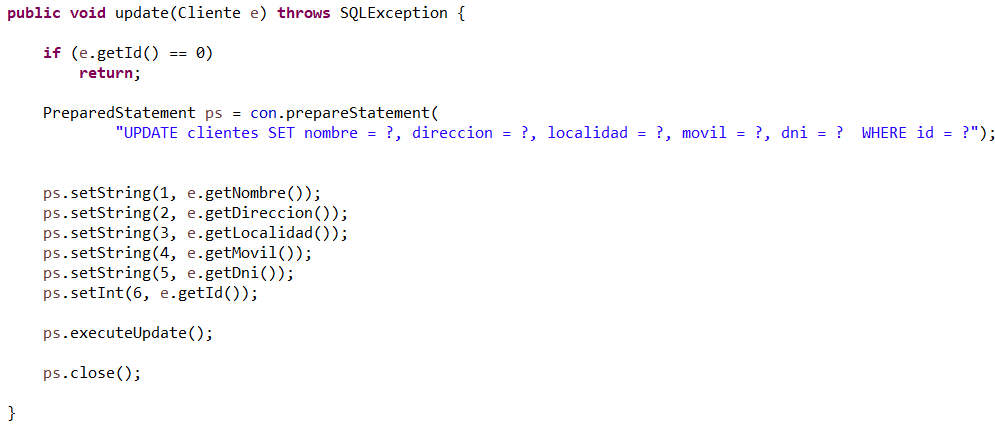 public void update(Cliente e) throws SQLException {
if (e.getId() == 0)
return;
PreparedStatement ps = con.prepareStatement(
"UPDATE clientes SET nombre = ?, direccion = ?, localidad = ?, movil = ?, dni = ?  WHERE id = ?");
ps.setString(1, e.getNombre());
ps.setString(2, e.getDireccion());
ps.setString(3, e.getLocalidad());
ps.setString(4, e.getMovil());
ps.setString(5, e.getDni());
ps.setInt(6, e.getId());
ps.executeUpdate();
ps.close();
}